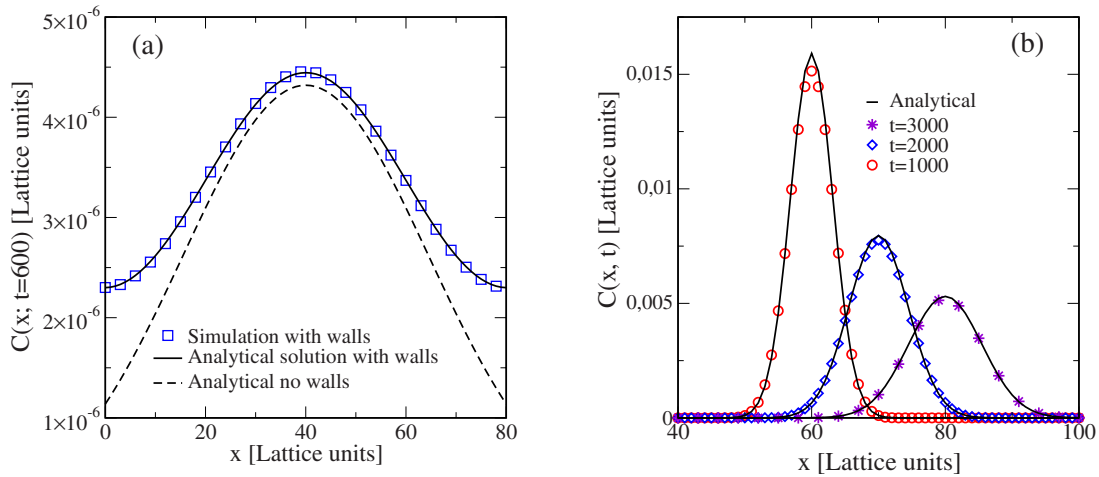 (a)
C(x; t=600) [Lattice units]
5×10⁻⁶
4×10⁻⁶
3×10⁻⁶
2×10⁻⁶
1×10⁻⁶
Simulation with walls
Analytical solution with walls
Analytical no walls
0 20 40 60 80
x [Lattice units]
(b)
C(x, t) [Lattice units]
0,015
0,01
0,005
0
Analytical
t=3000
t=2000
t=1000
40 60 80 100
x [Lattice units]